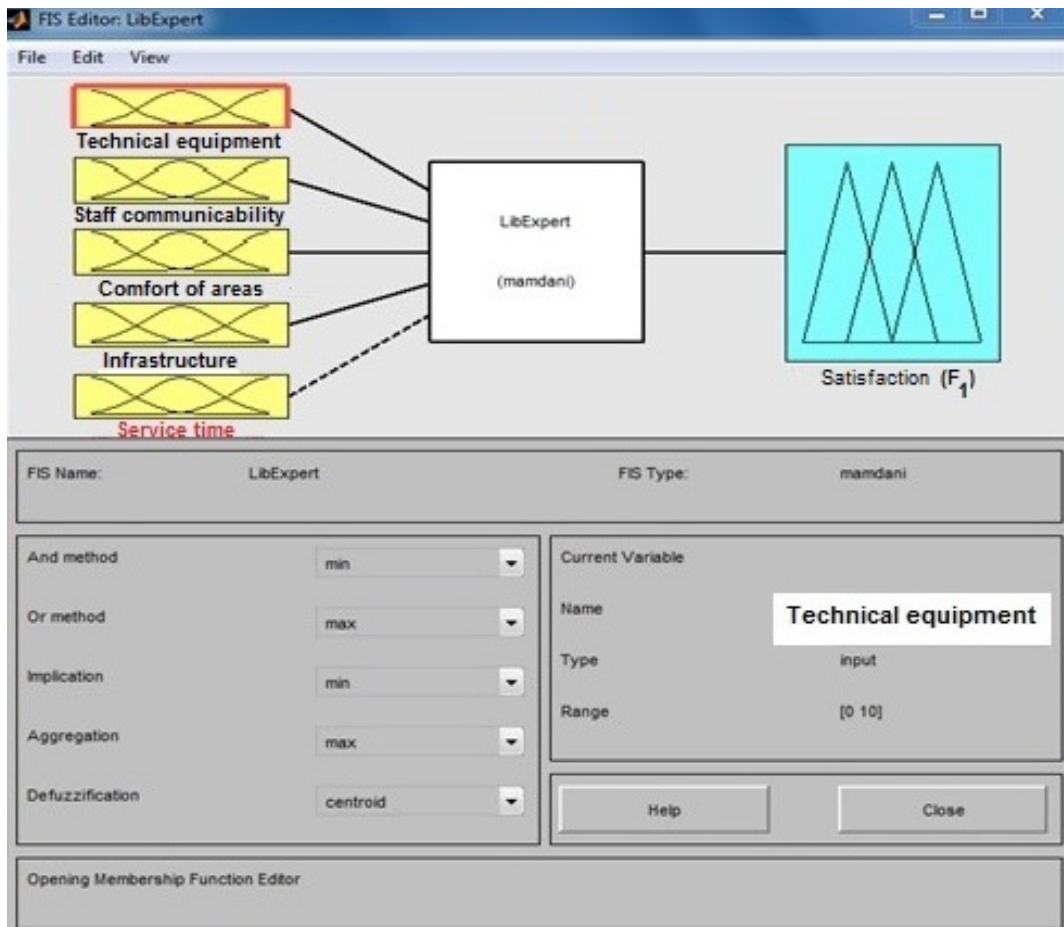 FIS Editor: LibExpert
File Edit View
Technical equipment
Staff communicability
Comfort of areas
Infrastructure
Service time
LibExpert
(mamdani)
Satisfaction (F1)
FIS Name: LibExpert FIS Type: mamdani
And method min
Or method max
Implication min
Aggregation max
Defuzzification centroid
Current Variable
Name Technical equipment
Type input
Range [0 10]
Help Close
Opening Membership Function Editor